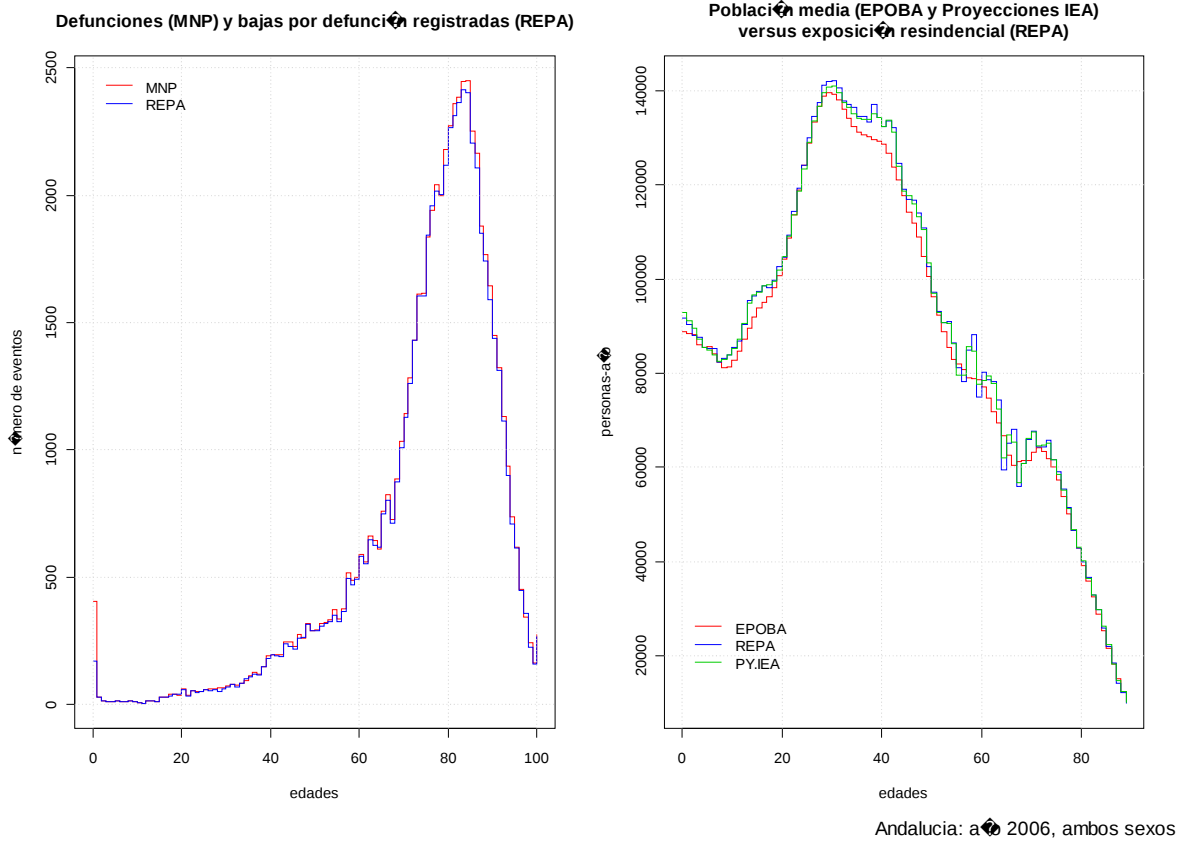 Defunciones (MNP) y bajas por defunci�n registradas (REPA)
Poblaci�n media (EPOBA y Proyecciones IEA)
versus exposici�n resindencial (REPA)
MNP
REPA
número de eventos
0
500
1000
1500
2000
2500
0
20
40
60
80
100
edades
EPOBA
REPA
PY.IEA
personas-a�o
20000
40000
60000
80000
100000
120000
140000
0
20
40
60
80
edades
Andalucia: a�o 2006, ambos sexos